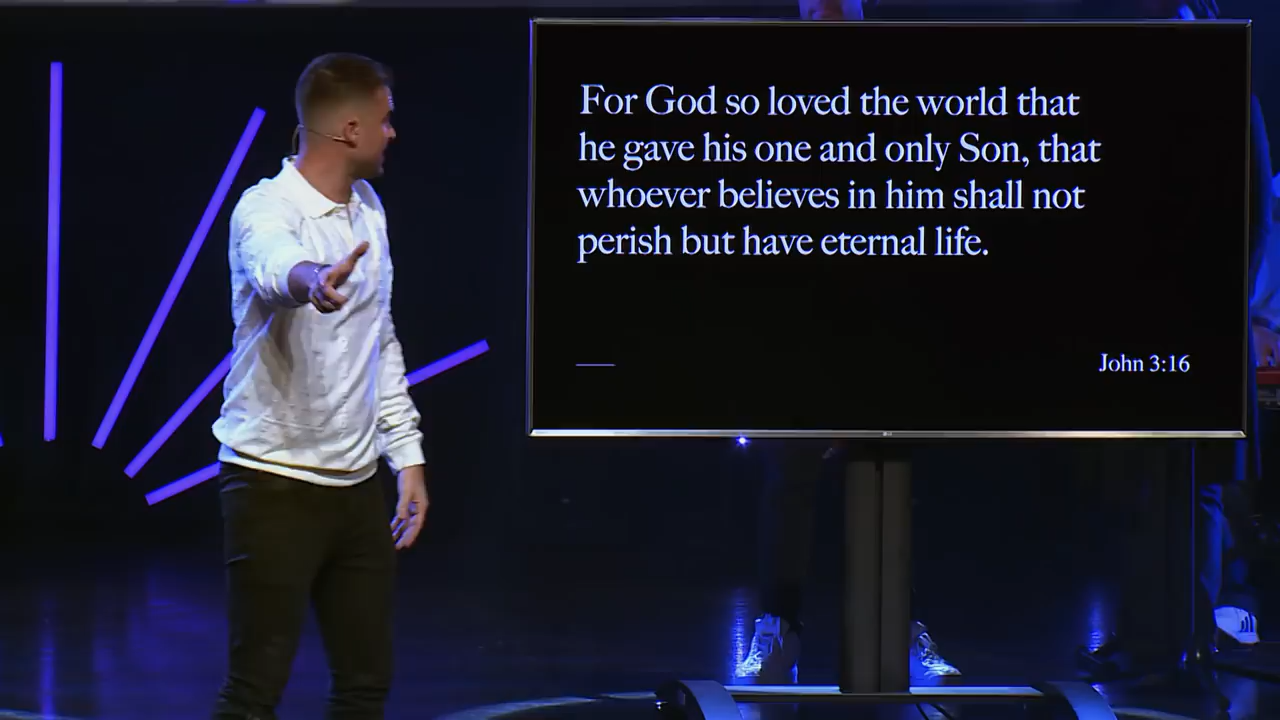 For God so loved the world that
he gave his one and only Son, that
whoever believes in him shall not
perish but have eternal life.
John 3:16